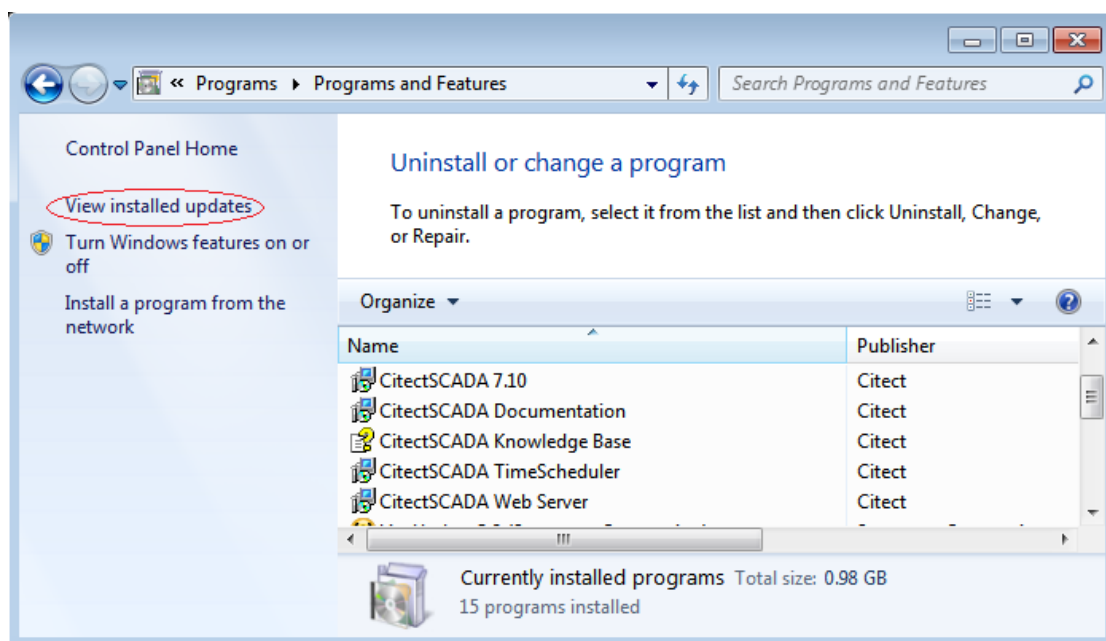 « Programs ▸ Programs and Features
Search Programs and Features
Control Panel Home
View installed updates
Turn Windows features on or
off
Install a program from the
network
Uninstall or change a program
To uninstall a program, select it from the list and then click Uninstall, Change,
or Repair.
Organize
Name Publisher
CitectSCADA 7.10 Citect
CitectSCADA Documentation Citect
CitectSCADA Knowledge Base Citect
CitectSCADA TimeScheduler Citect
CitectSCADA Web Server Citect
Currently installed programs Total size: 0.98 GB
15 programs installed